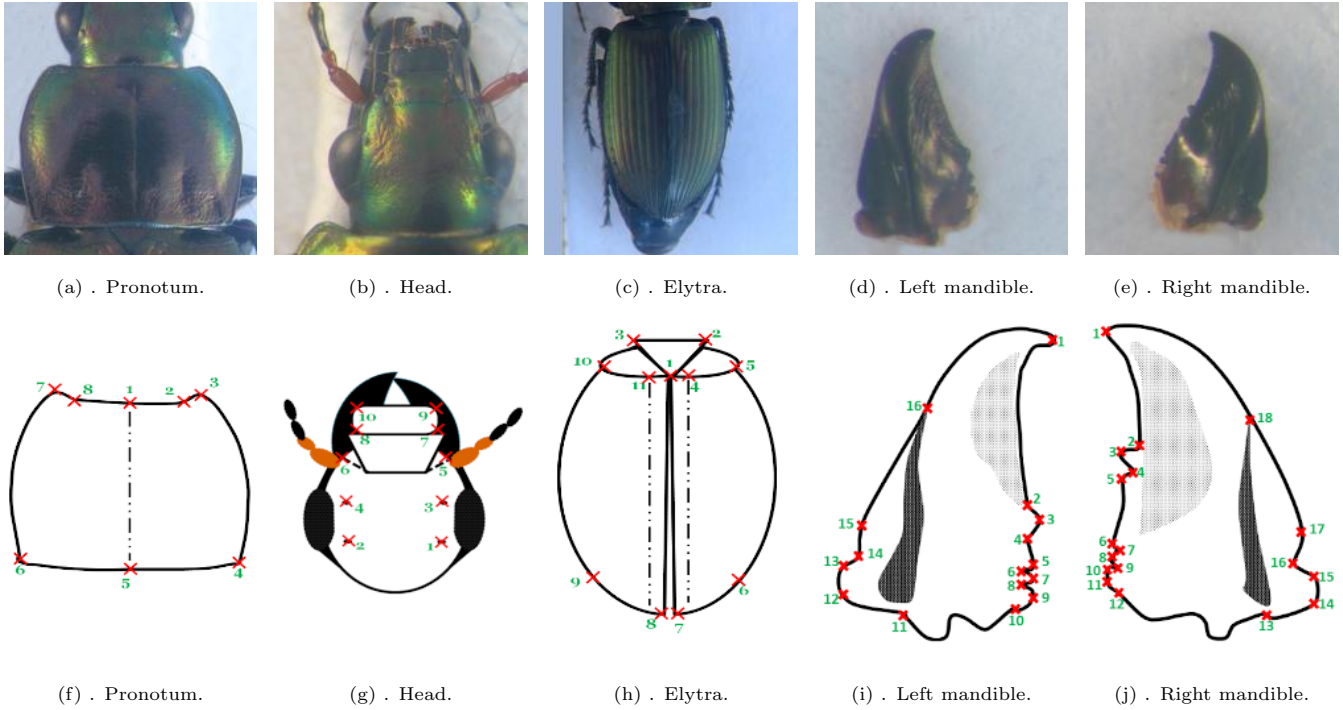 (a) . Pronotum.
(b) . Head.
(c) . Elytra.
(d) . Left mandible.
(e) . Right mandible.
7 8 1 2 3
6 5 4
10 9
8 7
6 5
4 3
2 1
3 2
10 1 5
11 4
9 6
8 7
1
16
2
3
15 4
14 5
13 6 7
8
12 9
11 10
1
18
2
3 4
5
17
6 7
8 16
10 9 15
11
12 14
13
(f) . Pronotum.
(g) . Head.
(h) . Elytra.
(i) . Left mandible.
(j) . Right mandible.